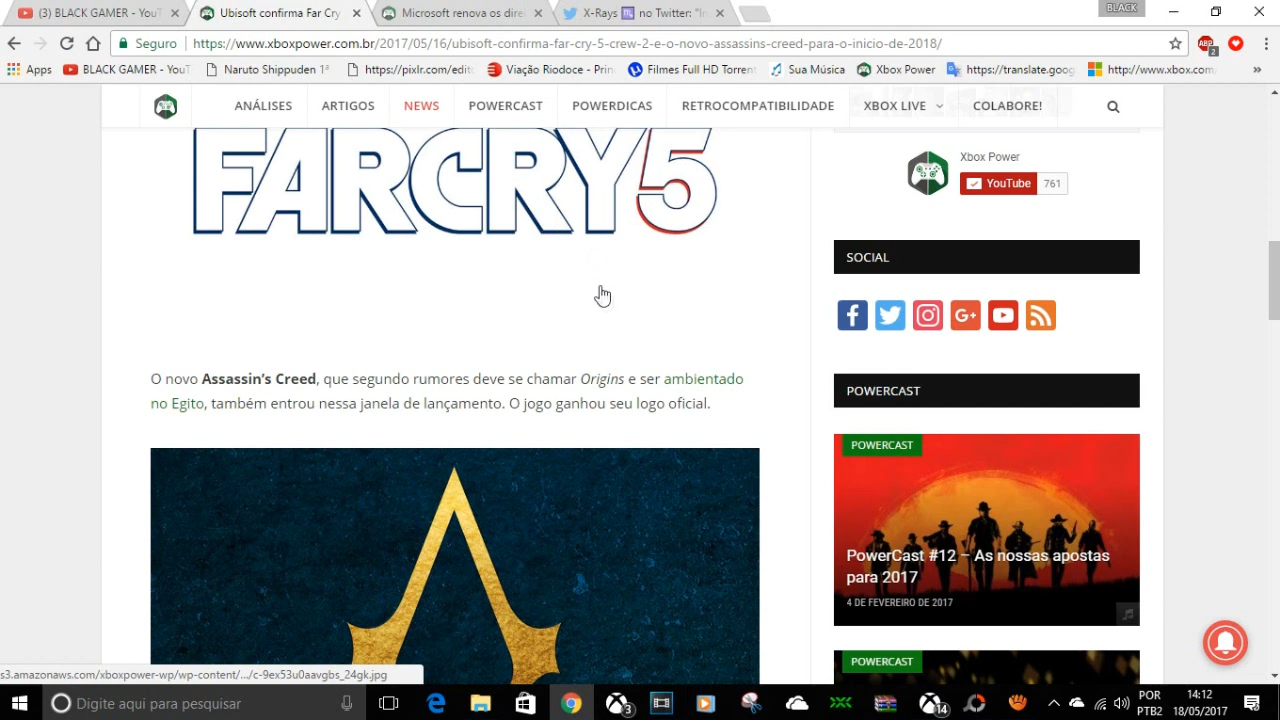 (3) BLACK GAMER - YouT
Ubisoft confirma Far Cry
Microsoft renova os direi
X-Rays no Twitter: "In
BLACK
Seguro
https://www.xboxpower.com.br/2017/05/16/ubisoft-confirma-far-cry-5-crew-2-e-o-novo-assassins-creed-para-o-inicio-de-2018/
ABP
2
Apps
BLACK GAMER - YouT
Naruto Shippuden 1ª
https://pixlr.com/edit
Viação Riodoce - Prin
Filmes Full HD Torrent
Sua Música
Xbox Power
https://translate.goog
http://www.xbox.com
»
ANÁLISES
ARTIGOS
NEWS
POWERCAST
POWERDICAS
RETROCOMPATIBILIDADE
XBOX LIVE
COLABORE!
FARCRY5
Xbox Power
YouTube
761
SOCIAL
O novo Assassin's Creed, que segundo rumores deve se chamar Origins e ser ambientado
no Egito, também entrou nessa janela de lançamento. O jogo ganhou seu logo oficial.
POWERCAST
POWERCAST
PowerCast #12 – As nossas apostas
para 2017
4 DE FEVEREIRO DE 2017
POWERCAST
s3.amazonaws.com/xboxpower-wp/wp-content/.../c-9ex53u0aavgbs_24gk.jpg
Digite aqui para pesquisar
3
14
POR
PTB2
14:12
18/05/2017